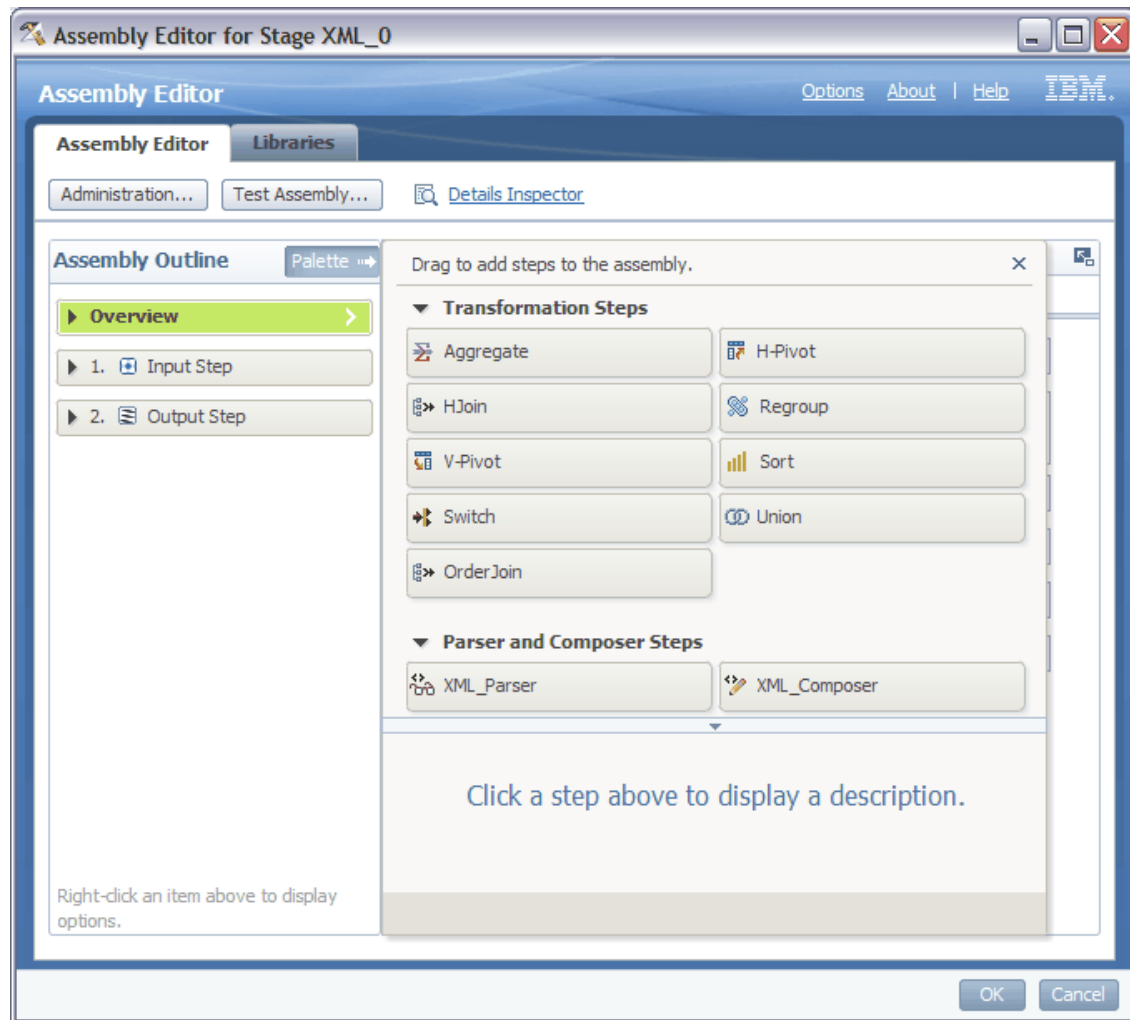 Assembly Editor for Stage XML_0
Assembly Editor
Options About | Help IBM.
Assembly Editor Libraries
Administration... Test Assembly... Details Inspector
Assembly Outline Palette
Overview
1. Input Step
2. Output Step
Right-click an item above to display
options.
Drag to add steps to the assembly.
Transformation Steps
Aggregate H-Pivot
HJoin Regroup
V-Pivot Sort
Switch Union
OrderJoin
Parser and Composer Steps
XML_Parser XML_Composer
Click a step above to display a description.
OK Cancel